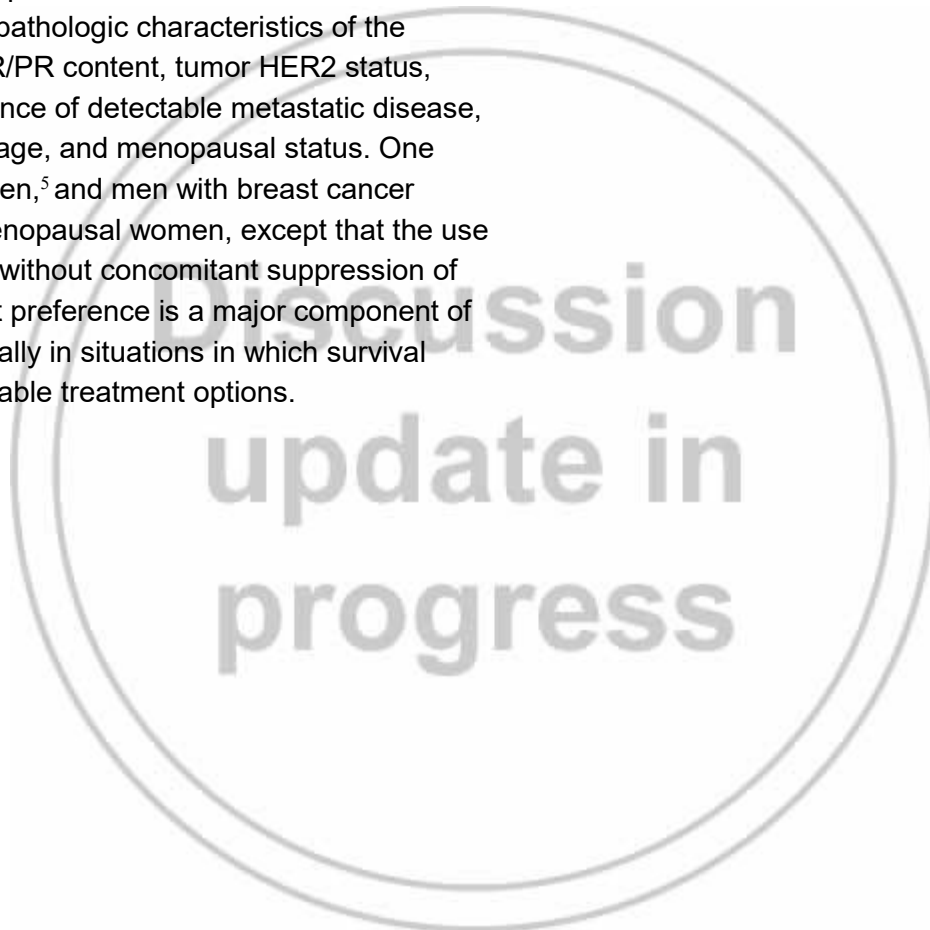 pathologic characteristics of the
R/PR content, tumor HER2 status,
nce of detectable metastatic disease,
age, and menopausal status. One
en,⁵ and men with breast cancer
enopausal women, except that the use
without concomitant suppression of
t preference is a major component of
ally in situations in which survival
able treatment options.
Discussion
update in
progress